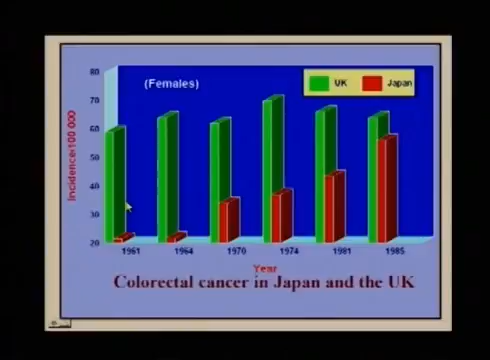 80
(Females)
UK
Japan
70
60
50
40
30
20
Incidence/100 000
1961
1964
1970
1974
1981
1985
Year
Colorectal cancer in Japan and the UK